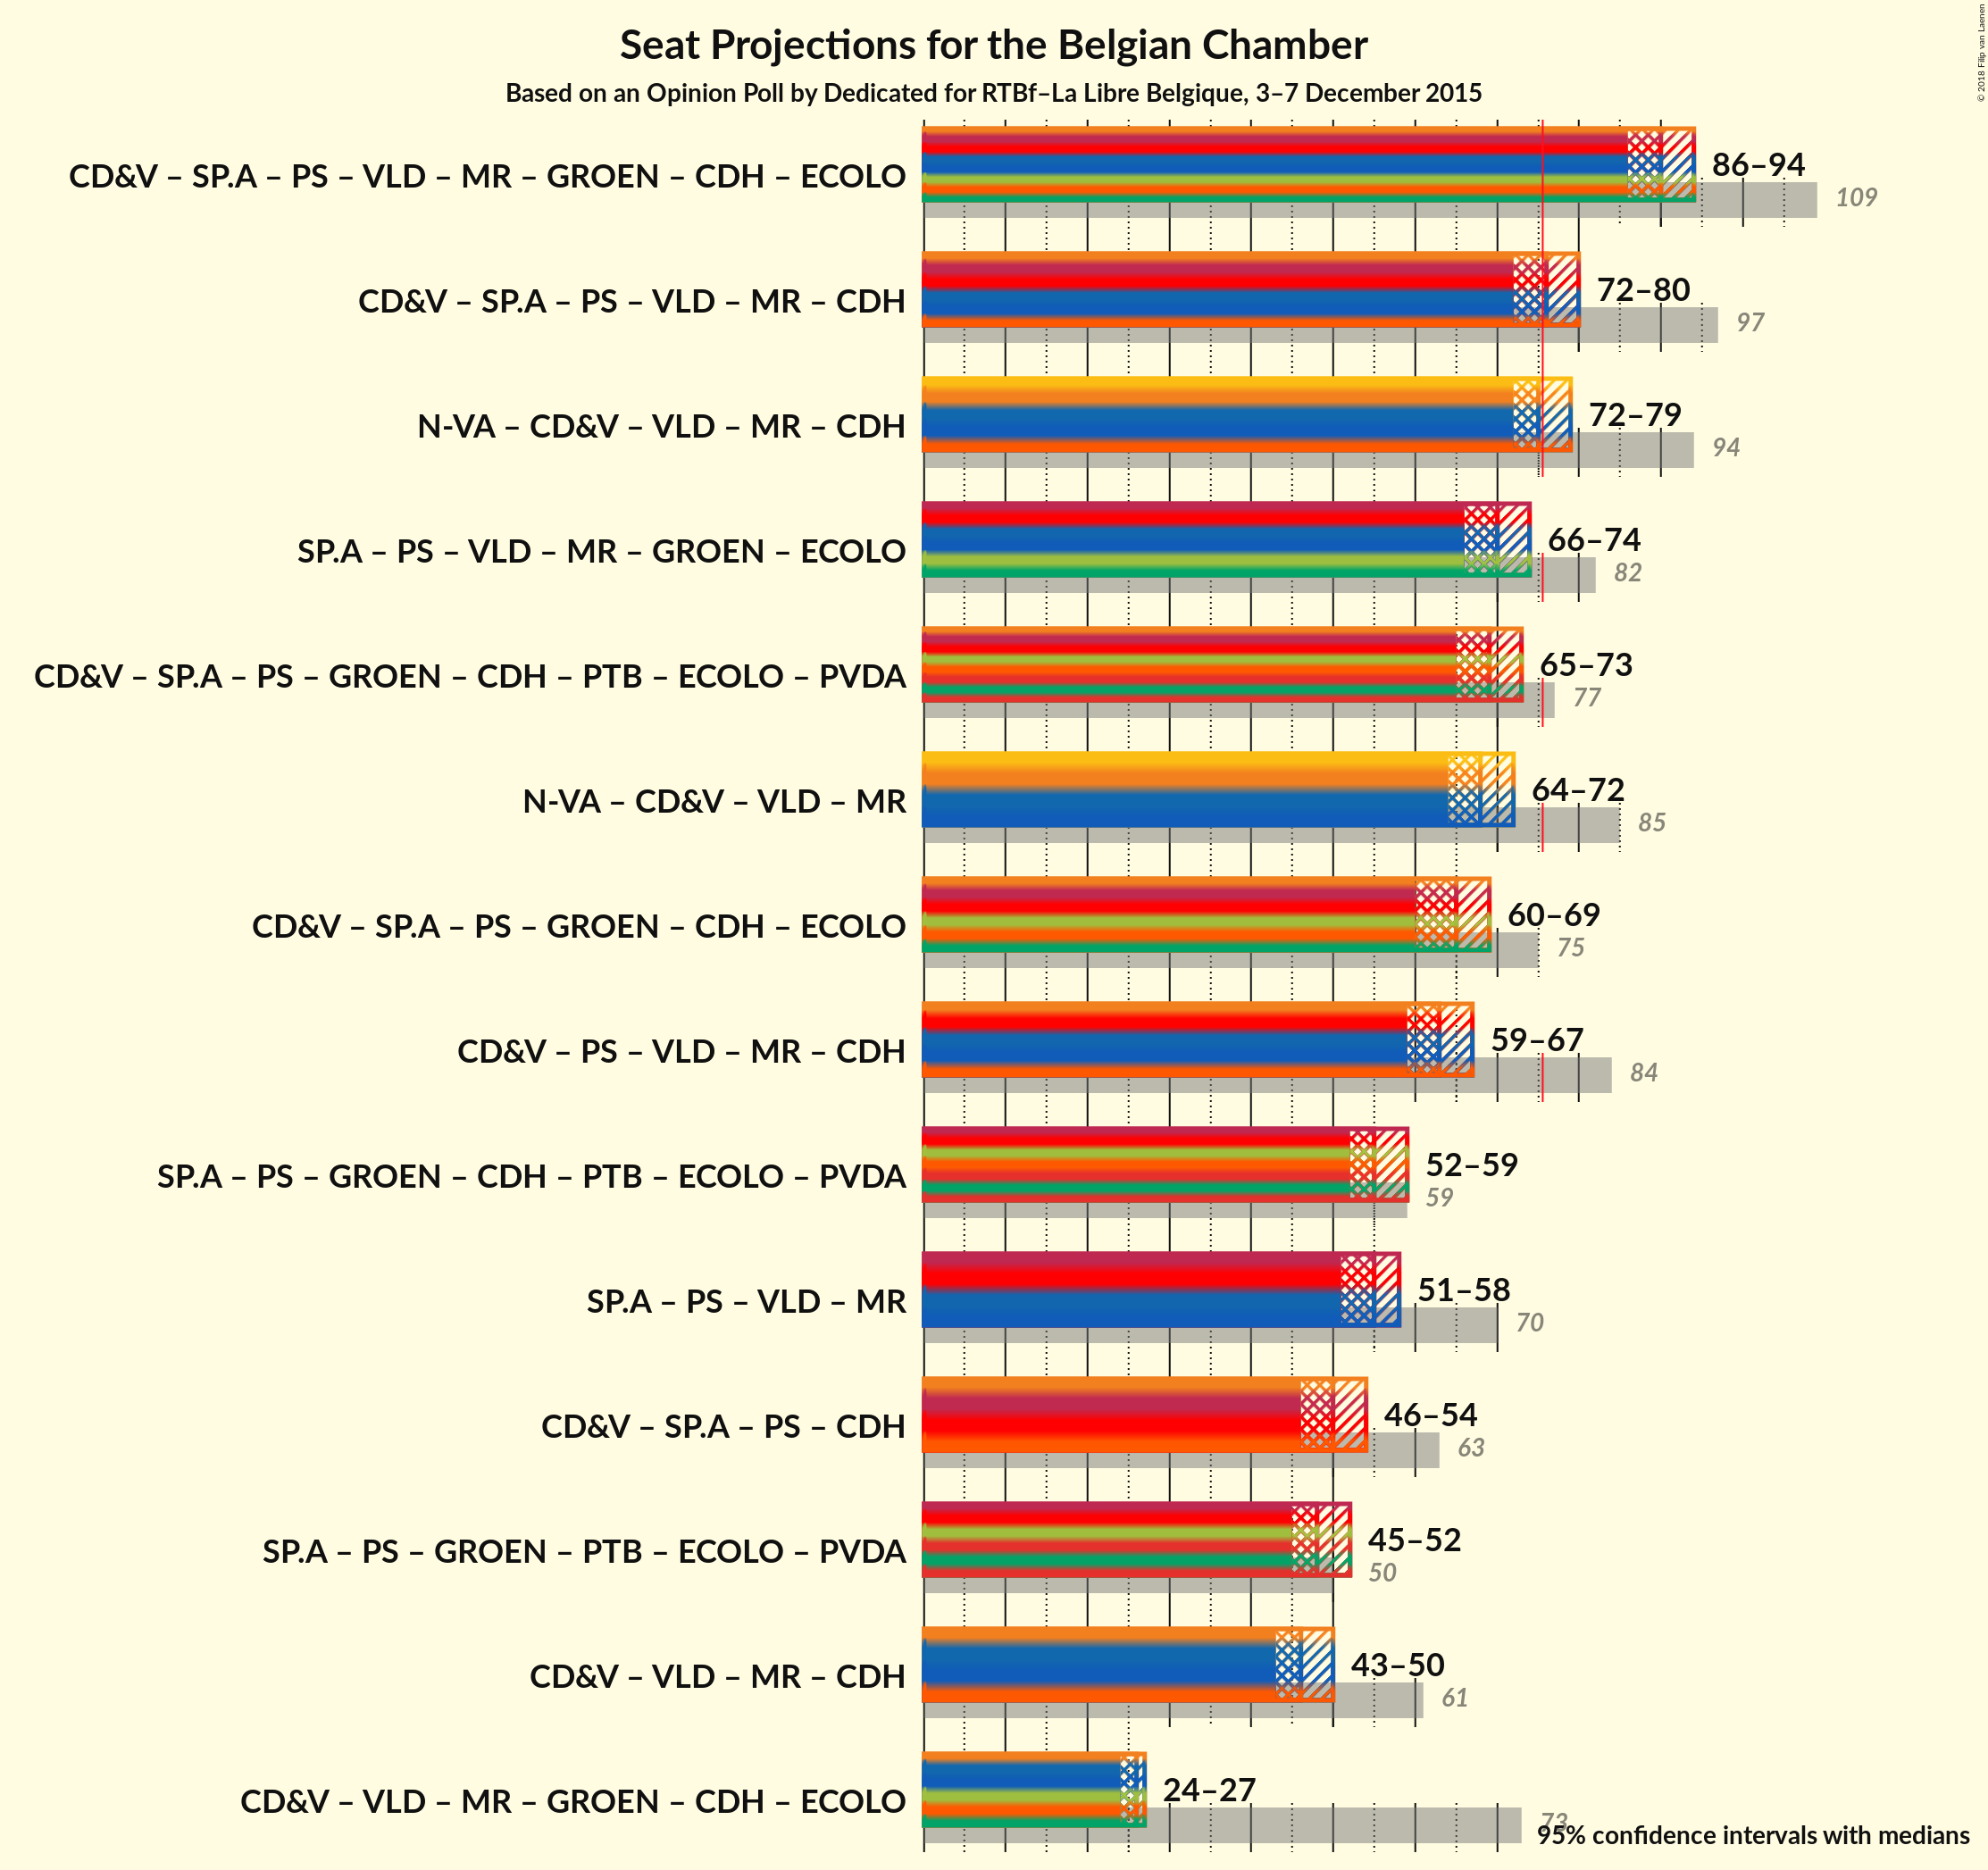 Seat Projections for the Belgian Chamber
Based on an Opinion Poll by Dedicated for RTBf–La Libre Belgique, 3–7 December 2015
© 2018 Filip van Laenen
CD&V – SP.A – PS – VLD – MR – GROEN – CDH – ECOLO
86–94
109
CD&V – SP.A – PS – VLD – MR – CDH
72–80
97
N-VA – CD&V – VLD – MR – CDH
72–79
94
SP.A – PS – VLD – MR – GROEN – ECOLO
66–74
82
CD&V – SP.A – PS – GROEN – CDH – PTB – ECOLO – PVDA
65–73
77
N-VA – CD&V – VLD – MR
64–72
85
CD&V – SP.A – PS – GROEN – CDH – ECOLO
60–69
75
CD&V – PS – VLD – MR – CDH
59–67
84
SP.A – PS – GROEN – CDH – PTB – ECOLO – PVDA
52–59
59
SP.A – PS – VLD – MR
51–58
70
CD&V – SP.A – PS – CDH
46–54
63
SP.A – PS – GROEN – PTB – ECOLO – PVDA
45–52
50
CD&V – VLD – MR – CDH
43–50
61
CD&V – VLD – MR – GROEN – CDH – ECOLO
24–27
73
95% confidence intervals with medians